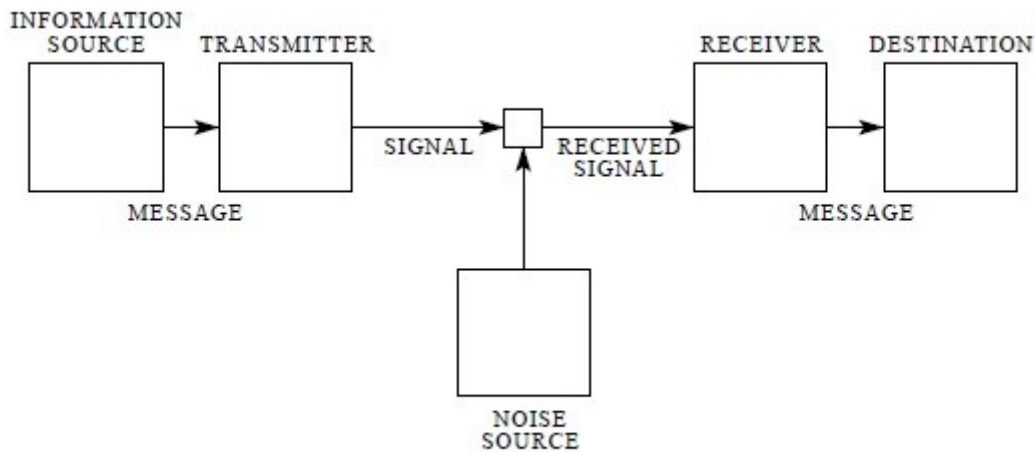 INFORMATION
SOURCE
TRANSMITTER
RECEIVER
DESTINATION
SIGNAL
RECEIVED
SIGNAL
MESSAGE
MESSAGE
NOISE
SOURCE